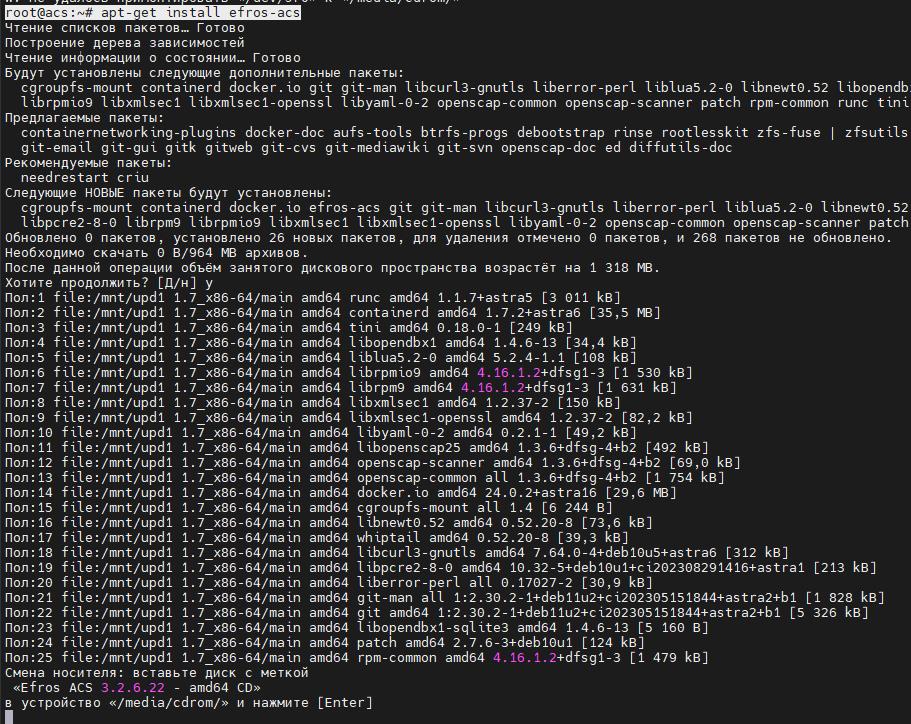 root@acs:~# apt-get install efros-acs
Чтение списков пакетов… Готово
Построение дерева зависимостей
Чтение информации о состоянии… Готово
Будут установлены следующие дополнительные пакеты:
cgroupfs-mount containerd docker.io git git-man libcurl3-gnutls liberror-perl liblua5.2-0 libnewt0.52 libopendb
librpmio9 libxmlsec1 libxmlsec1-openssl libyaml-0-2 openscap-common openscap-scanner patch rpm-common runc tini
Предлагаемые пакеты:
containernetworking-plugins docker-doc aufs-tools btrfs-progs debootstrap rinse rootlesskit zfs-fuse | zfsutils
git-email git-gui gitk gitweb git-cvs git-mediawiki git-svn openscap-doc ed diffutils-doc
Рекомендуемые пакеты:
needrestart criu
Следующие НОВЫЕ пакеты будут установлены:
cgroupfs-mount containerd docker.io efros-acs git git-man libcurl3-gnutls liberror-perl liblua5.2-0 libnewt0.52
libpcre2-8-0 librpm9 librpmio9 libxmlsec1 libxmlsec1-openssl libyaml-0-2 openscap-common openscap-scanner patch
Обновлено 0 пакетов, установлено 26 новых пакетов, для удаления отмечено 0 пакетов, и 268 пакетов не обновлено.
Необходимо скачать 0 B/964 MB архивов.
После данной операции объём занятого дискового пространства возрастёт на 1 318 MB.
Хотите продолжить? [Д/н] y
Пол:1 file:/mnt/upd1 1.7_x86-64/main amd64 runc amd64 1.1.7+astra5 [3 011 kB]
Пол:2 file:/mnt/upd1 1.7_x86-64/main amd64 containerd amd64 1.7.2+astra6 [35,5 MB]
Пол:3 file:/mnt/upd1 1.7_x86-64/main amd64 tini amd64 0.18.0-1 [249 kB]
Пол:4 file:/mnt/upd1 1.7_x86-64/main amd64 libopendbx1 amd64 1.4.6-13 [34,4 kB]
Пол:5 file:/mnt/upd1 1.7_x86-64/main amd64 liblua5.2-0 amd64 5.2.4-1.1 [108 kB]
Пол:6 file:/mnt/upd1 1.7_x86-64/main amd64 librpmio9 amd64 4.16.1.2+dfsg1-3 [1 530 kB]
Пол:7 file:/mnt/upd1 1.7_x86-64/main amd64 librpm9 amd64 4.16.1.2+dfsg1-3 [1 631 kB]
Пол:8 file:/mnt/upd1 1.7_x86-64/main amd64 libxmlsec1 amd64 1.2.37-2 [150 kB]
Пол:9 file:/mnt/upd1 1.7_x86-64/main amd64 libxmlsec1-openssl amd64 1.2.37-2 [82,2 kB]
Пол:10 file:/mnt/upd1 1.7_x86-64/main amd64 libyaml-0-2 amd64 0.2.1-1 [49,2 kB]
Пол:11 file:/mnt/upd1 1.7_x86-64/main amd64 libopenscap25 amd64 1.3.6+dfsg-4+b2 [492 kB]
Пол:12 file:/mnt/upd1 1.7_x86-64/main amd64 openscap-scanner amd64 1.3.6+dfsg-4+b2 [69,0 kB]
Пол:13 file:/mnt/upd1 1.7_x86-64/main amd64 openscap-common all 1.3.6+dfsg-4+b2 [1 754 kB]
Пол:14 file:/mnt/upd1 1.7_x86-64/main amd64 docker.io amd64 24.0.2+astra16 [29,6 MB]
Пол:15 file:/mnt/upd1 1.7_x86-64/main amd64 cgroupfs-mount all 1.4 [6 244 B]
Пол:16 file:/mnt/upd1 1.7_x86-64/main amd64 libnewt0.52 amd64 0.52.20-8 [73,6 kB]
Пол:17 file:/mnt/upd1 1.7_x86-64/main amd64 whiptail amd64 0.52.20-8 [39,3 kB]
Пол:18 file:/mnt/upd1 1.7_x86-64/main amd64 libcurl3-gnutls amd64 7.64.0-4+deb10u5+astra6 [312 kB]
Пол:19 file:/mnt/upd1 1.7_x86-64/main amd64 libpcre2-8-0 amd64 10.32-5+deb10u1+ci202308291416+astra1 [213 kB]
Пол:20 file:/mnt/upd1 1.7_x86-64/main amd64 liberror-perl all 0.17027-2 [30,9 kB]
Пол:21 file:/mnt/upd1 1.7_x86-64/main amd64 git-man all 1:2.30.2-1+deb11u2+ci202305151844+astra2+b1 [1 828 kB]
Пол:22 file:/mnt/upd1 1.7_x86-64/main amd64 git amd64 1:2.30.2-1+deb11u2+ci202305151844+astra2+b1 [5 326 kB]
Пол:23 file:/mnt/upd1 1.7_x86-64/main amd64 libopendbx1-sqlite3 amd64 1.4.6-13 [5 160 B]
Пол:24 file:/mnt/upd1 1.7_x86-64/main amd64 patch amd64 2.7.6-3+deb10u1 [124 kB]
Пол:25 file:/mnt/upd1 1.7_x86-64/main amd64 rpm-common amd64 4.16.1.2+dfsg1-3 [1 479 kB]
Смена носителя: вставьте диск с меткой
«Efros ACS 3.2.6.22 - amd64 CD»
в устройство «/media/cdrom/» и нажмите [Enter]